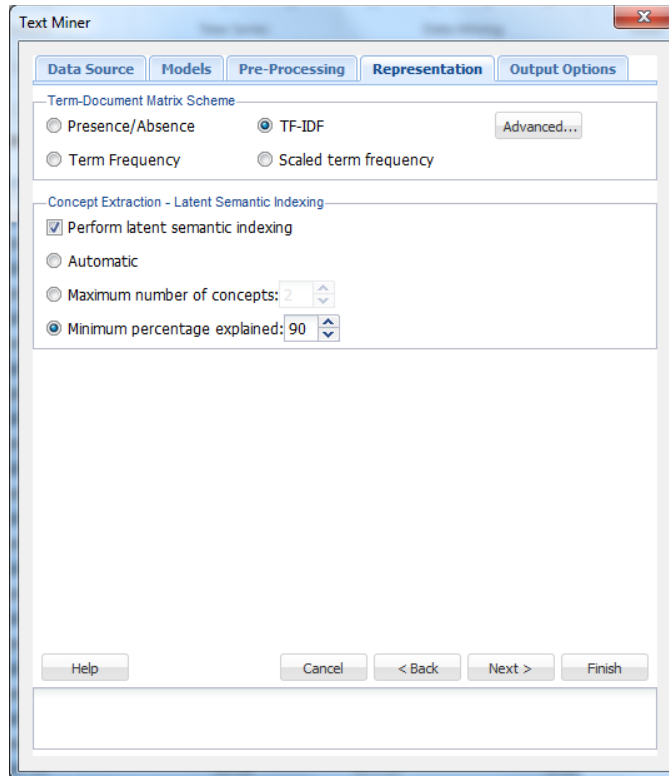 Text Miner
Data Source Models Pre-Processing Representation Output Options
Term-Document Matrix Scheme
Presence/Absence TF-IDF Advanced...
Term Frequency Scaled term frequency
Concept Extraction - Latent Semantic Indexing
Perform latent semantic indexing
Automatic
Maximum number of concepts: 2
Minimum percentage explained: 90
Help Cancel < Back Next > Finish